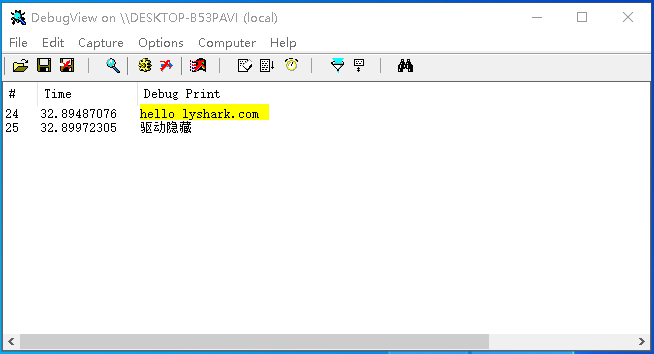 DebugView on \\DESKTOP-B53PAVI (local)
File Edit Capture Options Computer Help
# Time Debug Print
24 32.89487076 hello lyshark.com
25 32.89972305 驱动隐藏